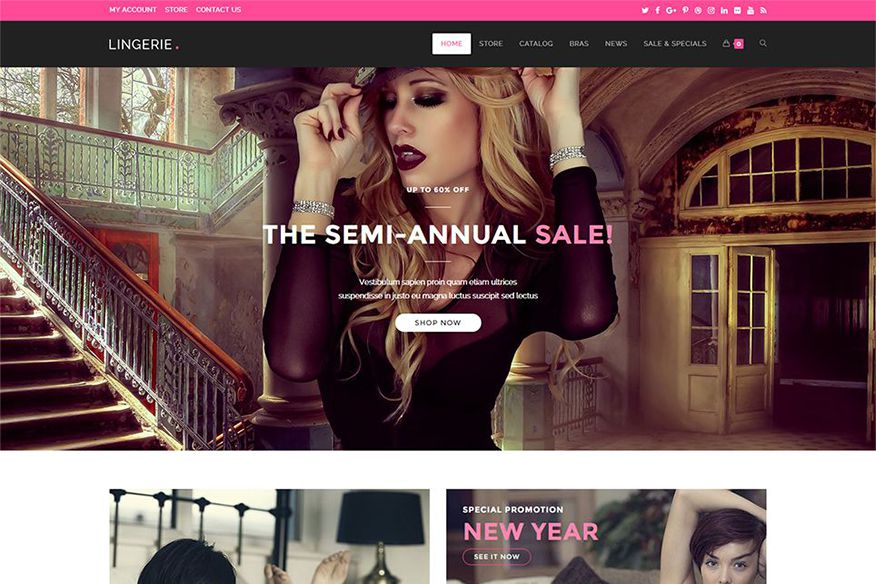 MY ACCOUNT STORE CONTACT US
LINGERIE.
HOME STORE CATALOG BRAS NEWS SALE & SPECIALS 0
UP TO 60% OFF
THE SEMI-ANNUAL SALE!
Vestibulum sapien proin quam etiam ultrices
suspendisse in justo eu magna luctus suscipit sed lectus
SHOP NOW
SPECIAL PROMOTION
NEW YEAR
SEE IT NOW